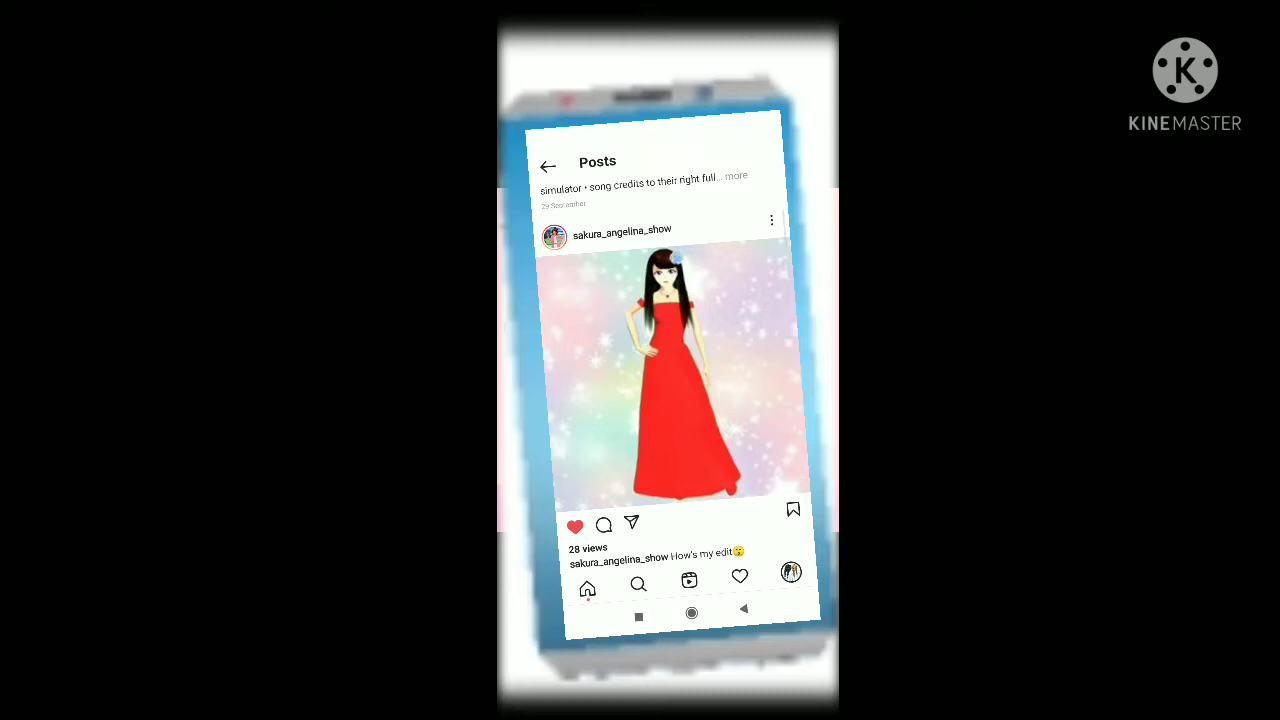 KINEMASTER
Posts
simulator • song credits to their right full... more
29 September
sakura_angelina_show
28 views
sakura_angelina_show How's my edit😯